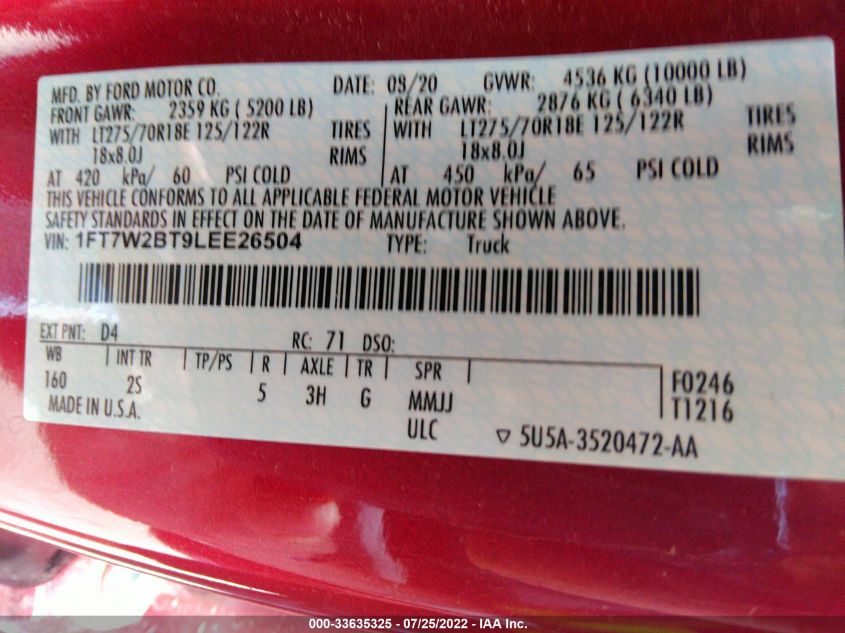 MFD. BY FORD MOTOR CO. DATE: 09/20 GVWR: 4536 KG (10000 LB)
FRONT GAWR: 2359 KG ( 5200 LB) REAR GAWR: 2876 KG ( 6340 LB)
WITH LT275/70R18E 125/122R TIRES WITH LT275/70R18E 125/122R TIRES
18x8.0J RIMS 18x8.0J RIMS
AT 420 kPa/ 60 PSI COLD AT 450 kPa/ 65 PSI COLD
THIS VEHICLE CONFORMS TO ALL APPLICABLE FEDERAL MOTOR VEHICLE
SAFETY STANDARDS IN EFFECT ON THE DATE OF MANUFACTURE SHOWN ABOVE.
VIN: 1FT7W2BT9LEE26504 TYPE: Truck
EXT PNT: D4 RC: 71 DSO:
WB INT TR TP/PS R AXLE TR SPR
160 2S 5 3H G MMJJ F0246
MADE IN U.S.A. ULC T1216
5U5A-3520472-AA
000-33635325 / 07/25/2022 - IAA Inc.